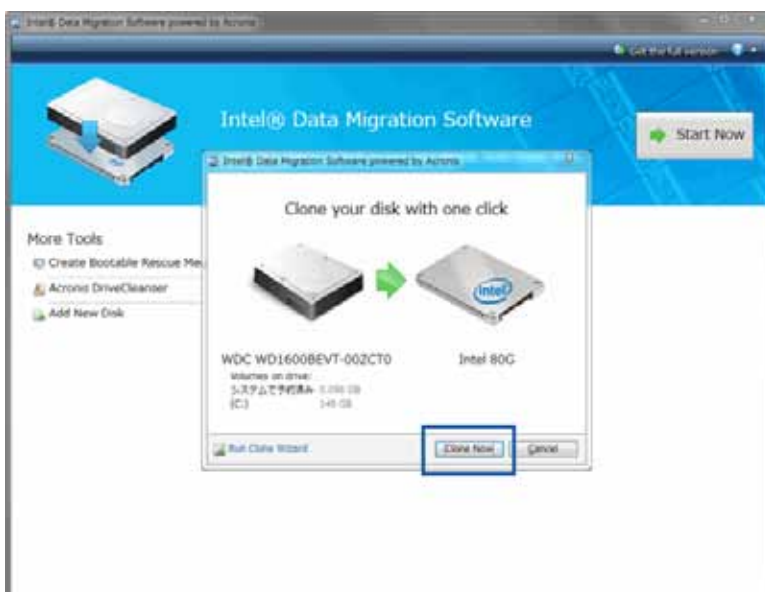 Intel® Data Migration Software powered by Acronis
Get the full version
Intel® Data Migration Software
Start Now
Intel® Data Migration Software powered by Acronis
Clone your disk with one click
More Tools
Create Bootable Rescue Me
Acronis DriveCleanser
Add New Disk
intel
WDC WD1600BEVT-00ZCT0
Intel 80G
Volumes on drive:
システムで予約済み
(C:)
Run Clone Wizard
Clone Now
Cancel